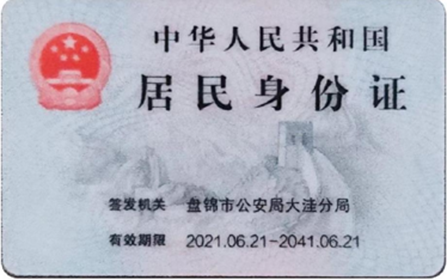 中华人民共和国
居民身份证
签发机关 盘锦市公安局大洼分局
有效期限 2021.06.21-2041.06.21